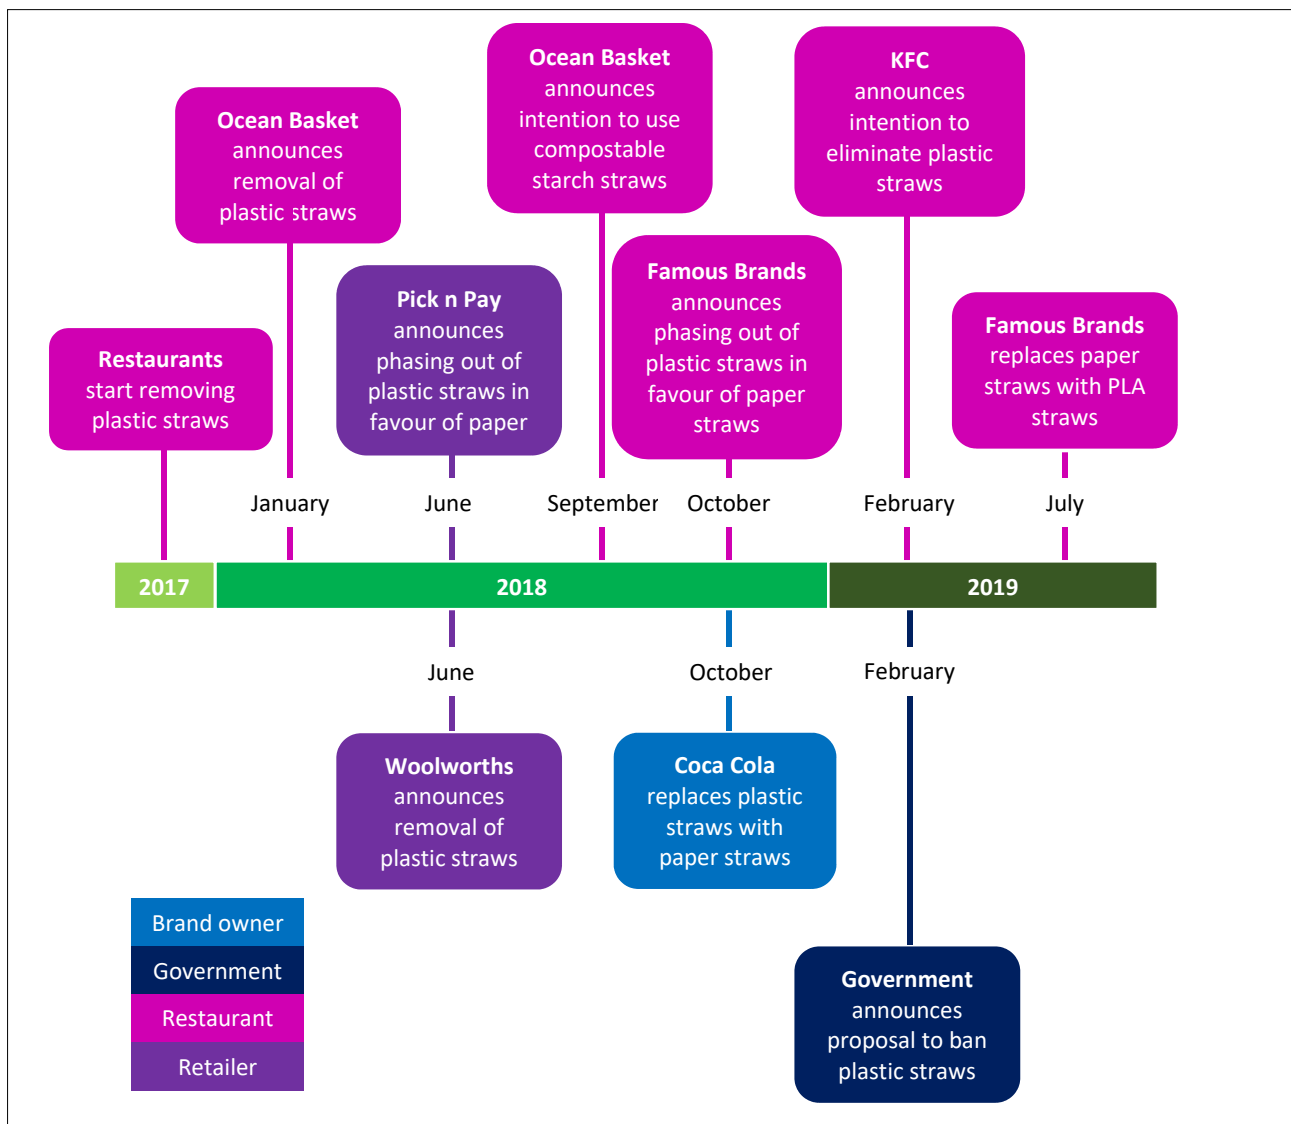 Ocean Basket
announces
removal of
plastic straws
Ocean Basket
announces
intention to use
compostable
starch straws
KFC
announces
intention to
eliminate plastic
straws
Restaurants
start removing
plastic straws
Pick n Pay
announces
phasing out of
plastic straws in
favour of paper
Famous Brands
announces
phasing out of
plastic straws in
favour of paper
straws
Famous Brands
replaces paper
straws with PLA
straws
January
June
September
October
February
July
2017
2018
2019
June
October
February
Woolworths
announces
removal of
plastic straws
Coca Cola
replaces plastic
straws with
paper straws
Government
announces
proposal to ban
plastic straws
Brand owner
Government
Restaurant
Retailer